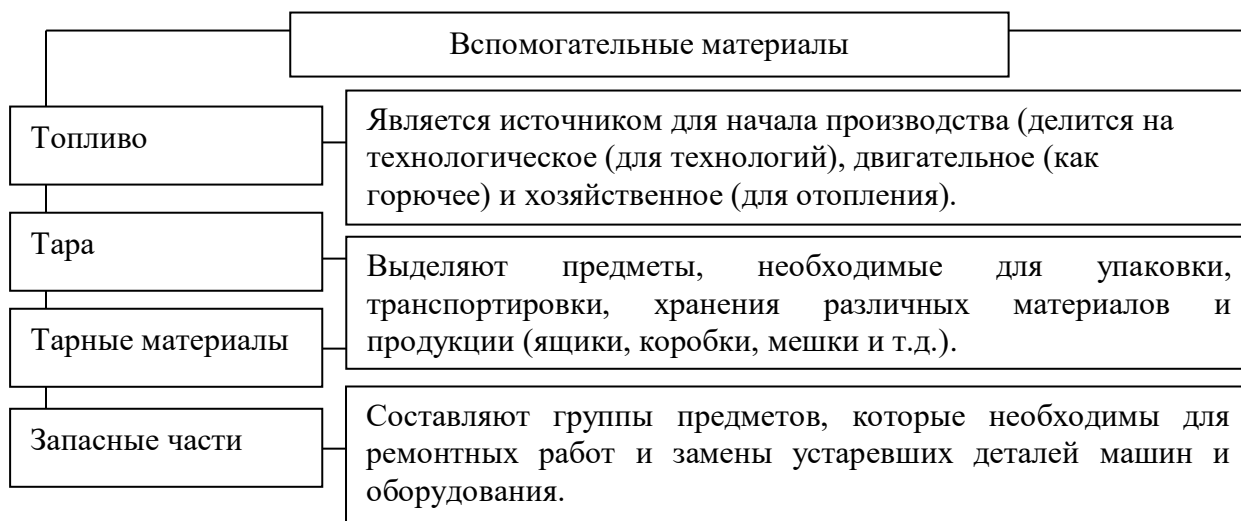 Вспомогательные материалы
Топливо
Является источником для начала производства (делится на
технологическое (для технологий), двигательное (как
горючее) и хозяйственное (для отопления).
Тара
Выделяют предметы, необходимые для упаковки,
транспортировки, хранения различных материалов и
продукции (ящики, коробки, мешки и т.д.).
Тарные материалы
Запасные части
Составляют группы предметов, которые необходимы для
ремонтных работ и замены устаревших деталей машин и
оборудования.